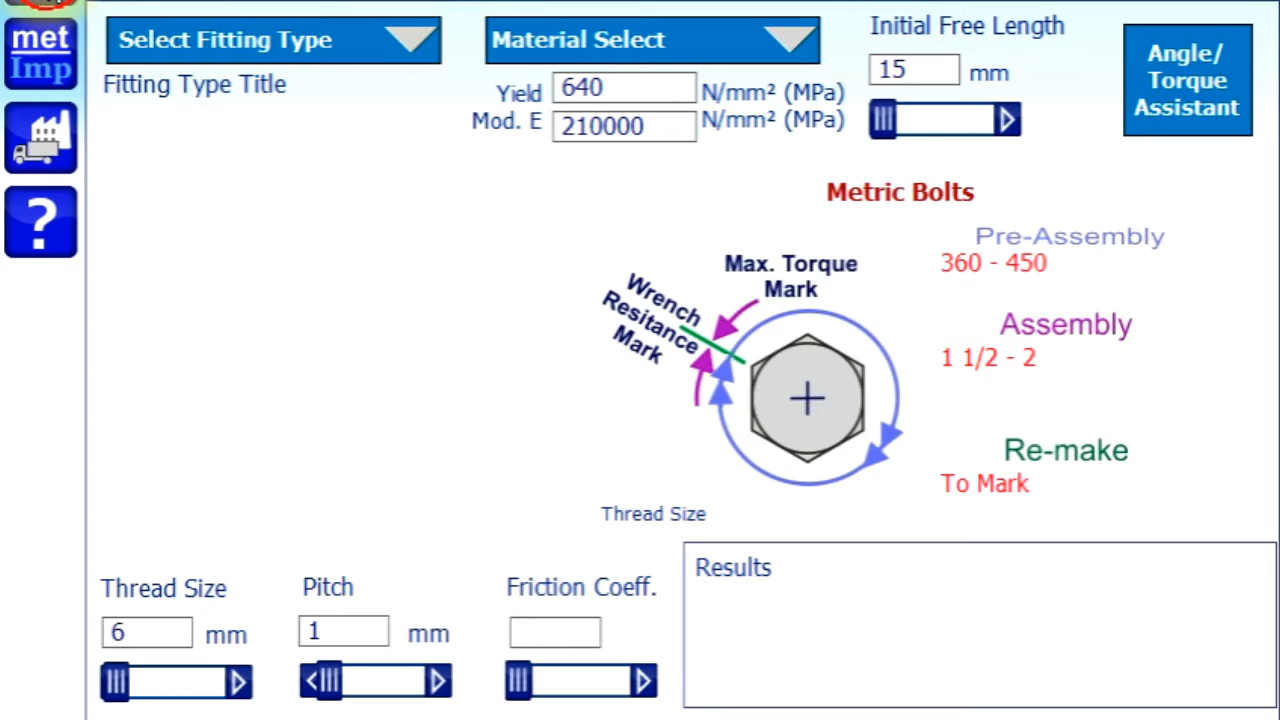 met
Imp
?
Select Fitting Type
Fitting Type Title
Material Select
Yield 640 N/mm² (MPa)
Mod. E 210000 N/mm² (MPa)
Initial Free Length
15 mm
Angle/
Torque
Assistant
Metric Bolts
Pre-Assembly
360 - 450
Max. Torque
Mark
Wrench
Resitance
Mark
Assembly
1 1/2 - 2
Re-make
To Mark
Thread Size
Thread Size
6 mm
Pitch
1 mm
Friction Coeff.
Results